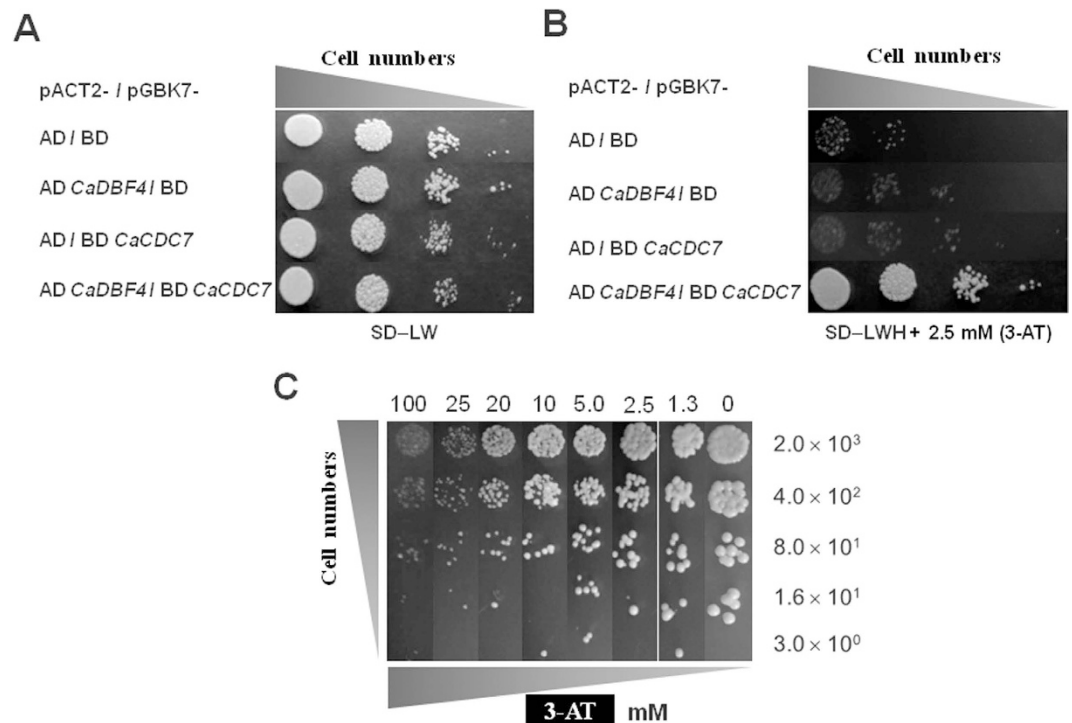 A
Cell numbers
pACT2- / pGBK7-
AD / BD
AD CaDBF4 / BD
AD / BD CaCDC7
AD CaDBF4 / BD CaCDC7
SD–LW
B
Cell numbers
pACT2- / pGBK7-
AD / BD
AD CaDBF4 / BD
AD / BD CaCDC7
AD CaDBF4 / BD CaCDC7
SD–LWH + 2.5 mM (3-AT)
C
100 25 20 10 5.0 2.5 1.3 0
Cell numbers
2.0 × 10³
4.0 × 10²
8.0 × 10¹
1.6 × 10¹
3.0 × 10⁰
3-AT mM